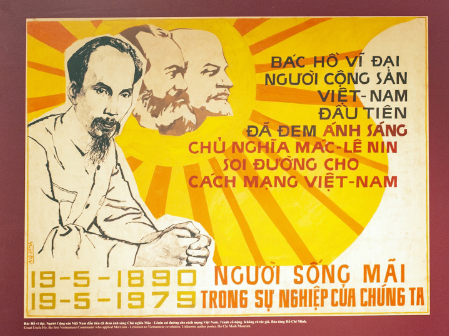 BÁC HỒ VĨ ĐẠI
NGƯỜI CỘNG SẢN
VIỆT-NAM
ĐẦU TIÊN
ĐÃ ĐEM ÁNH SÁNG
CHỦ NGHĨA MÁC-LÊ NIN
SOI ĐƯỜNG CHO
CÁCH MẠNG VIỆT-NAM
19-5-1890
19-5-1979
NGƯỜI SỐNG MÃI
TRONG SỰ NGHIỆP CỦA CHÚNG TA